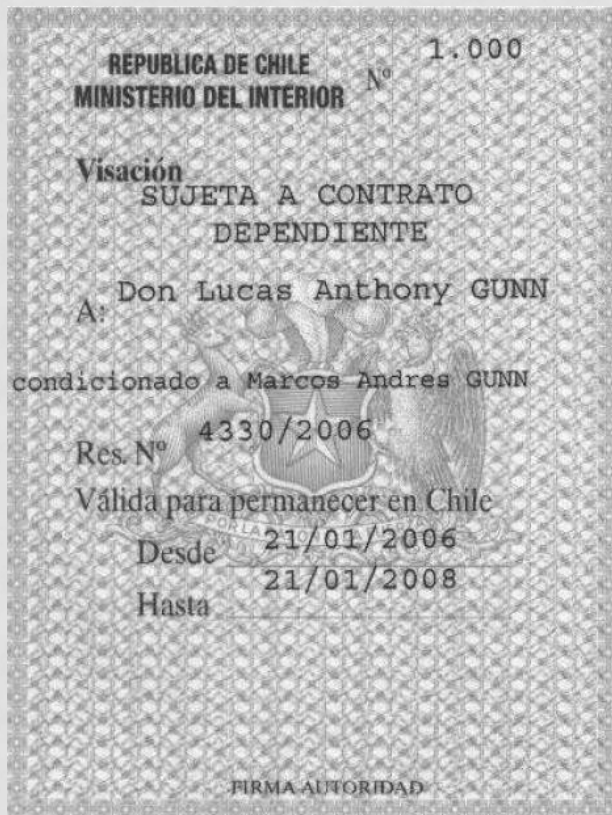 1.000
REPUBLICA DE CHILE Nº
MINISTERIO DEL INTERIOR
Visación
SUJETA A CONTRATO
DEPENDIENTE
A: Don Lucas Anthony GUNN
condicionado a Marcos Andres GUNN
Res. Nº 4330/2006
Válida para permanecer en Chile
Desde 21/01/2006
Hasta 21/01/2008
FIRMA AUTORIDAD